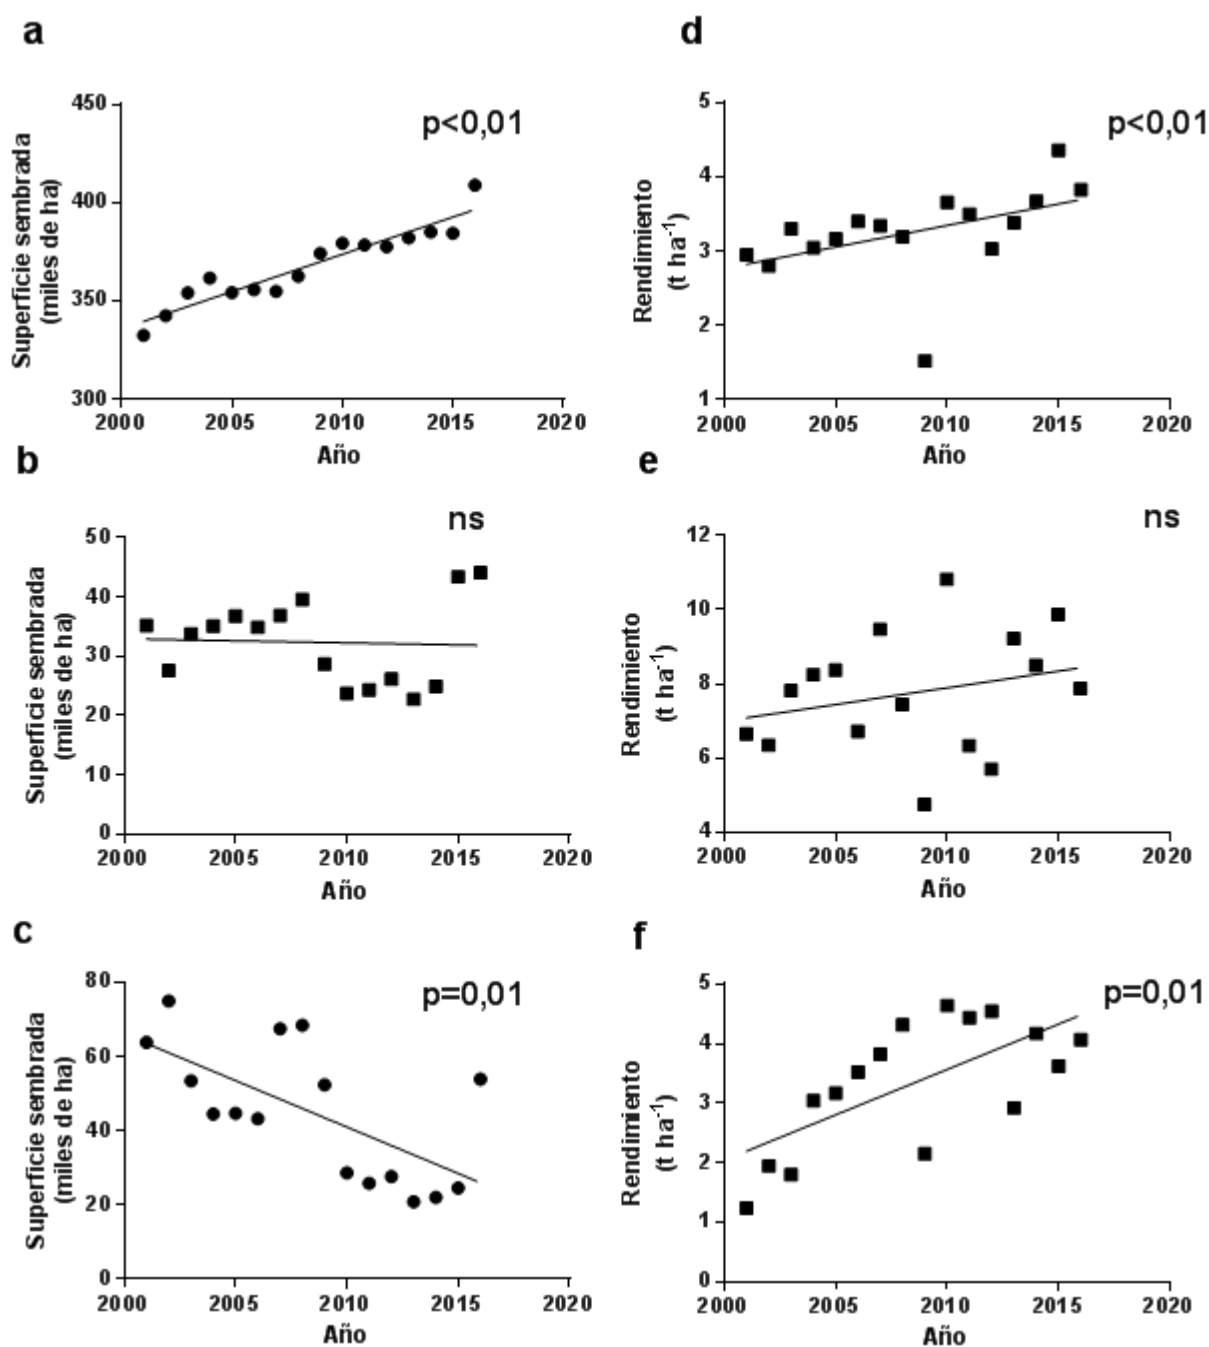 a
Superficie sembrada
(miles de ha)
450
400
350
300
p<0,01
2000 2005 2010 2015 2020
Año
d
Rendimiento
(t ha⁻¹)
5
4
3
2
1
p<0,01
2000 2005 2010 2015 2020
Año
b
Superficie sembrada
(miles de ha)
50
40
30
20
10
0
ns
2000 2005 2010 2015 2020
Año
e
Rendimiento
(t ha⁻¹)
12
10
8
6
4
ns
2000 2005 2010 2015 2020
Año
c
Superficie sembrada
(miles de ha)
80
60
40
20
0
p=0,01
2000 2005 2010 2015 2020
Año
f
Rendimiento
(t ha⁻¹)
5
4
3
2
1
0
p=0,01
2000 2005 2010 2015 2020
Año